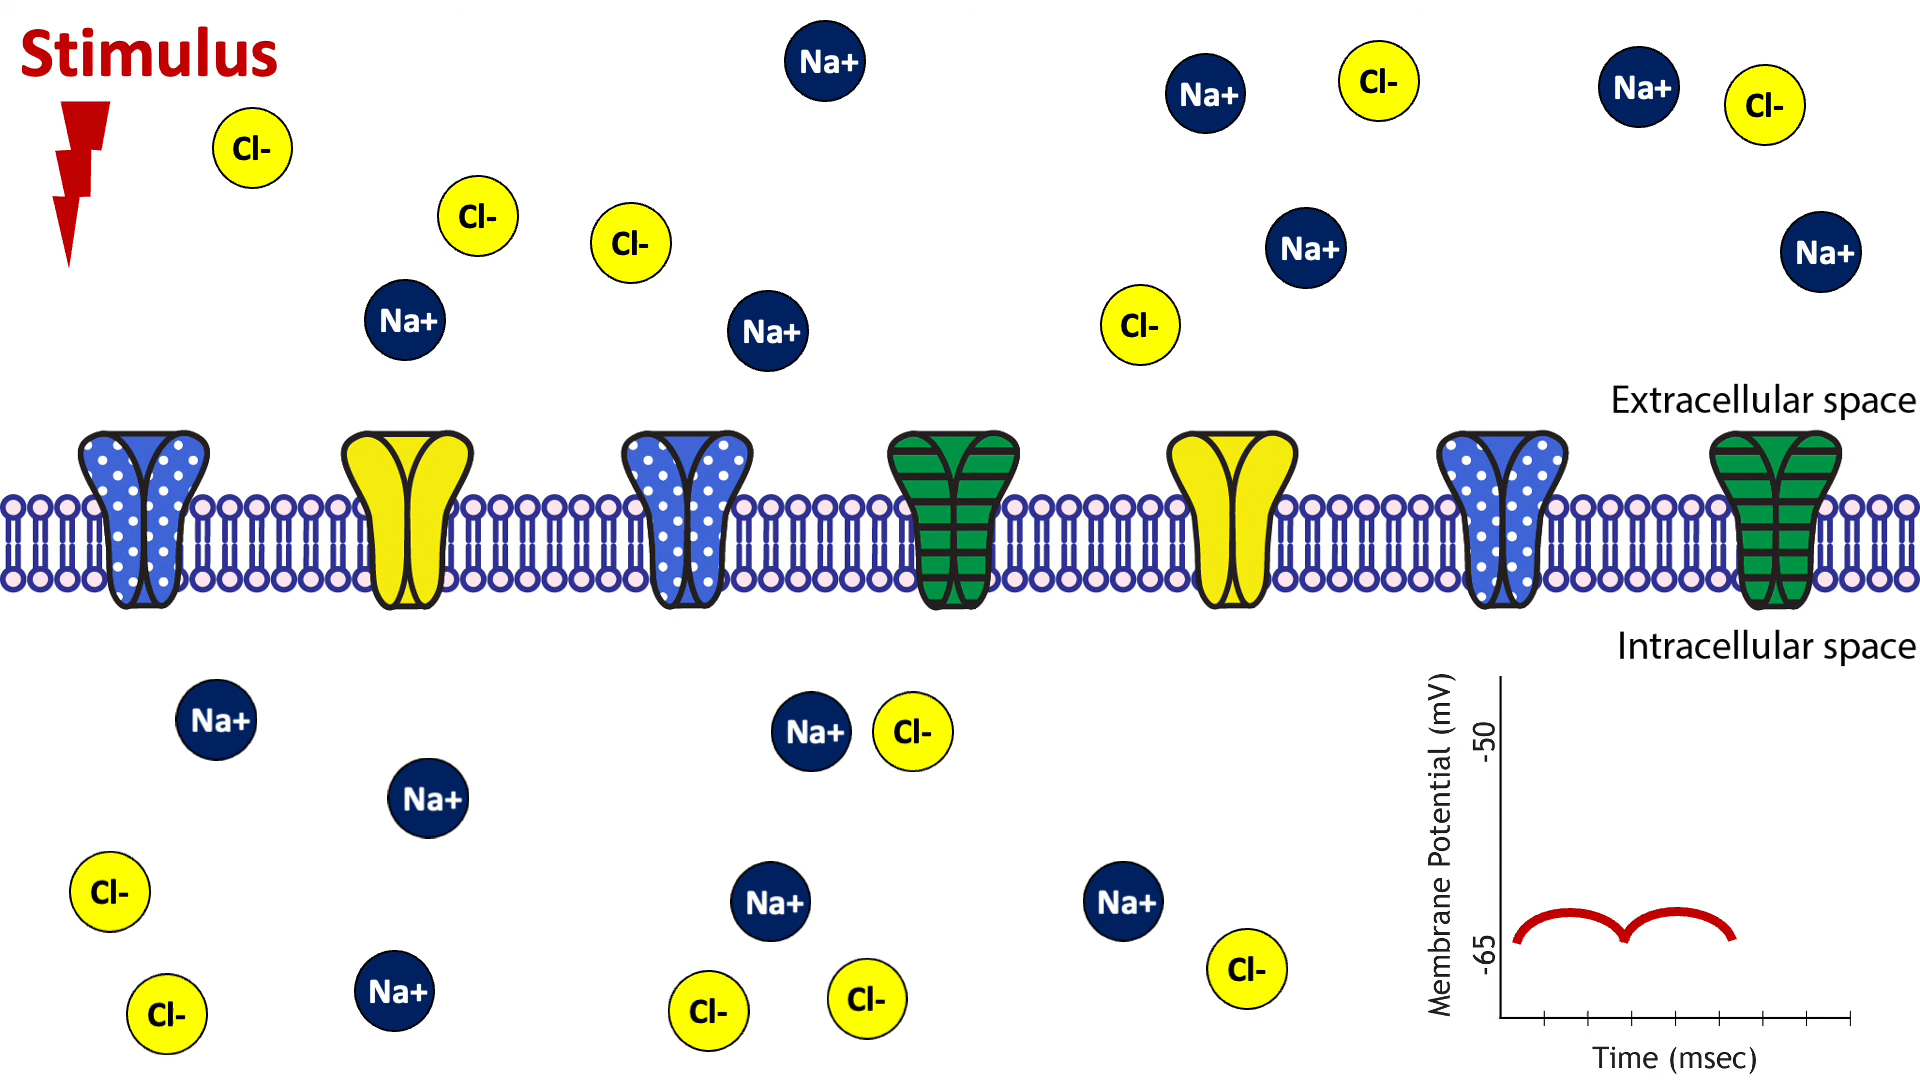 Stimulus
Na+
Na+
Cl-
Na+
Cl-
Cl-
Cl-
Cl-
Na+
Na+
Na+
Cl-
Na+
Extracellular space
Intracellular space
Na+
Na+
Cl-
Na+
Cl-
Na+
Na+
Cl-
Na+
Cl-
Cl-
Cl-
Membrane Potential (mV)
-50
-65
Time (msec)